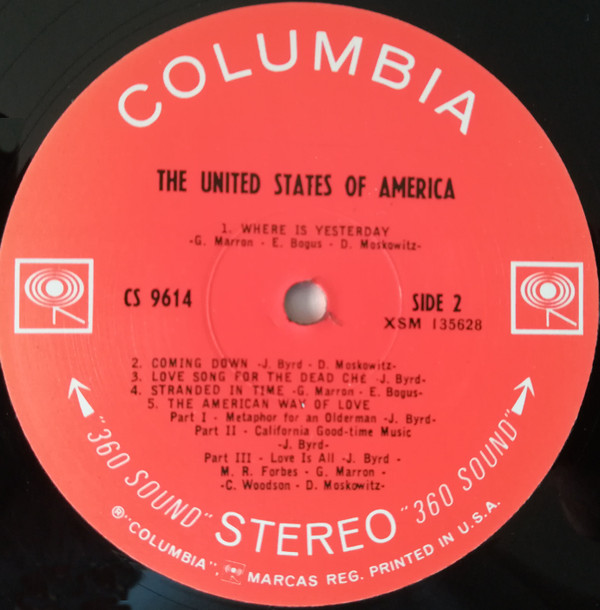 COLUMBIA
THE UNITED STATES OF AMERICA
1. WHERE IS YESTERDAY
-G. Marron - E. Bogus - D. Moskowitz-
CS 9614
SIDE 2
XSM 135628
2. COMING DOWN -J. Byrd - D. Moskowitz-
3. LOVE SONG FOR THE DEAD CHE -J. Byrd-
4. STRANDED IN TIME -G. Marron - E. Bogus-
5. THE AMERICAN WAY OF LOVE
Part I - Metaphor for an Olderman -J. Byrd-
Part II - California Good-time Music
-J. Byrd-
Part III - Love Is All -J. Byrd -
M. R. Forbes - G. Marron -
-C. Woodson - D. Moskowitz-
"360 SOUND" STEREO "360 SOUND"
®"COLUMBIA", MARCAS REG. PRINTED IN U.S.A.